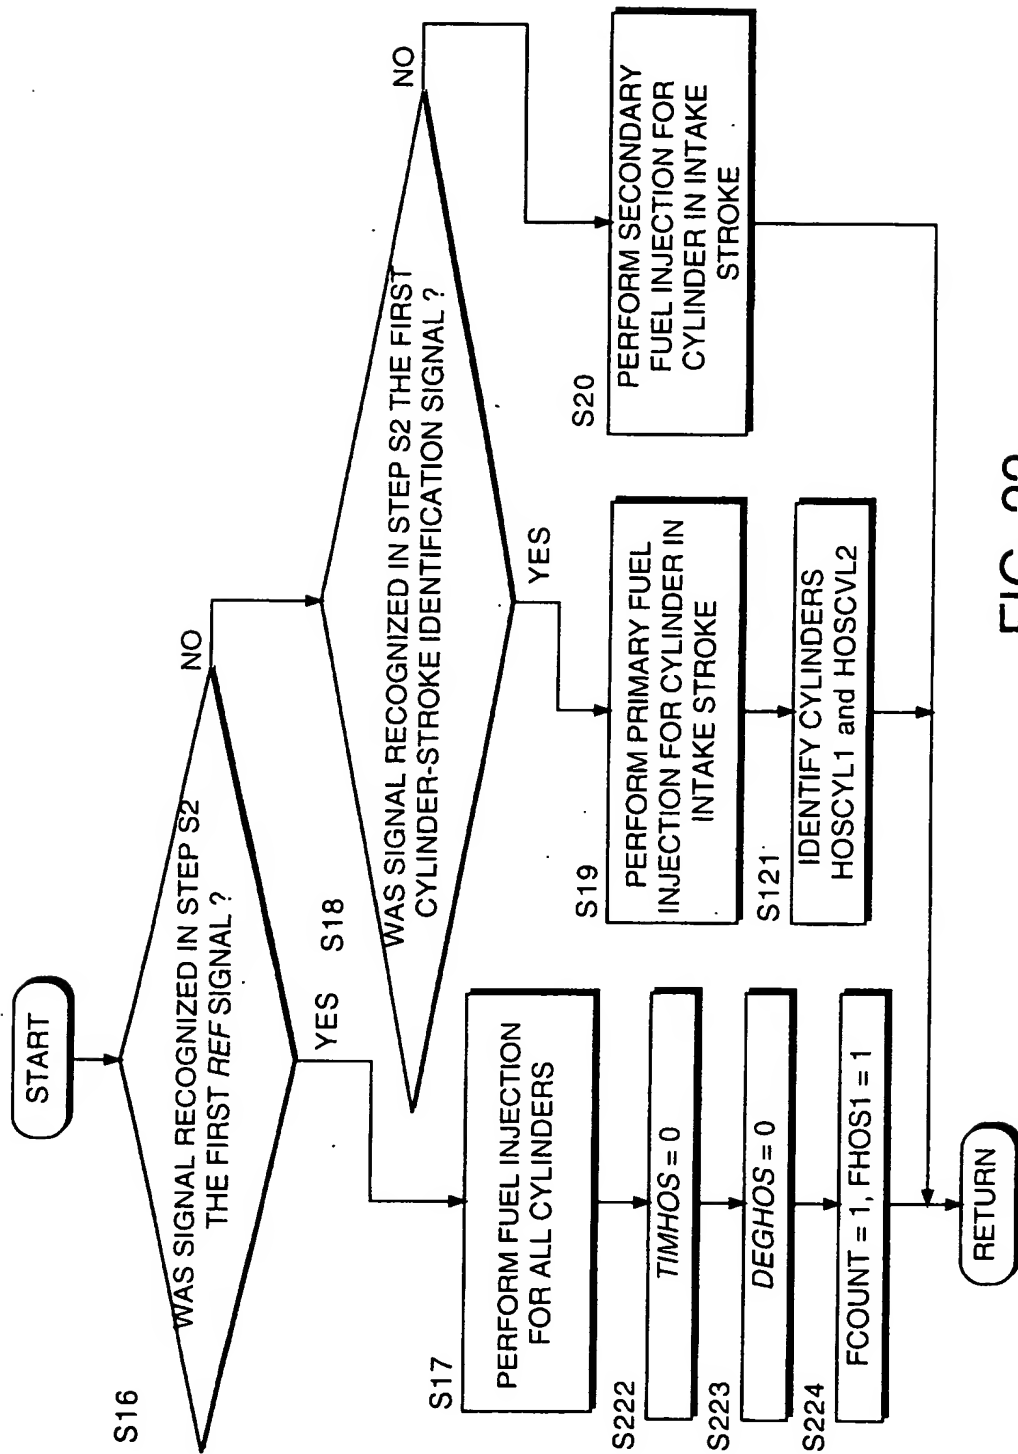 START
S16
WAS SIGNAL RECOGNIZED IN STEP S2
THE FIRST REF SIGNAL ?
NO
YES
S18
WAS SIGNAL RECOGNIZED IN STEP S2 THE FIRST
CYLINDER-STROKE IDENTIFICATION SIGNAL ?
NO
YES
S17
PERFORM FUEL INJECTION
FOR ALL CYLINDERS
S222
TIMHOS = 0
S223
DEGHOS = 0
S224
FCOUNT = 1, FHOS1 = 1
S19
PERFORM PRIMARY FUEL
INJECTION FOR CYLINDER IN
INTAKE STROKE
S121
IDENTIFY CYLINDERS
HOSCYL1 and HOSCVL2
S20
PERFORM SECONDARY
FUEL INJECTION FOR
CYLINDER IN INTAKE
STROKE
RETURN
FIG.